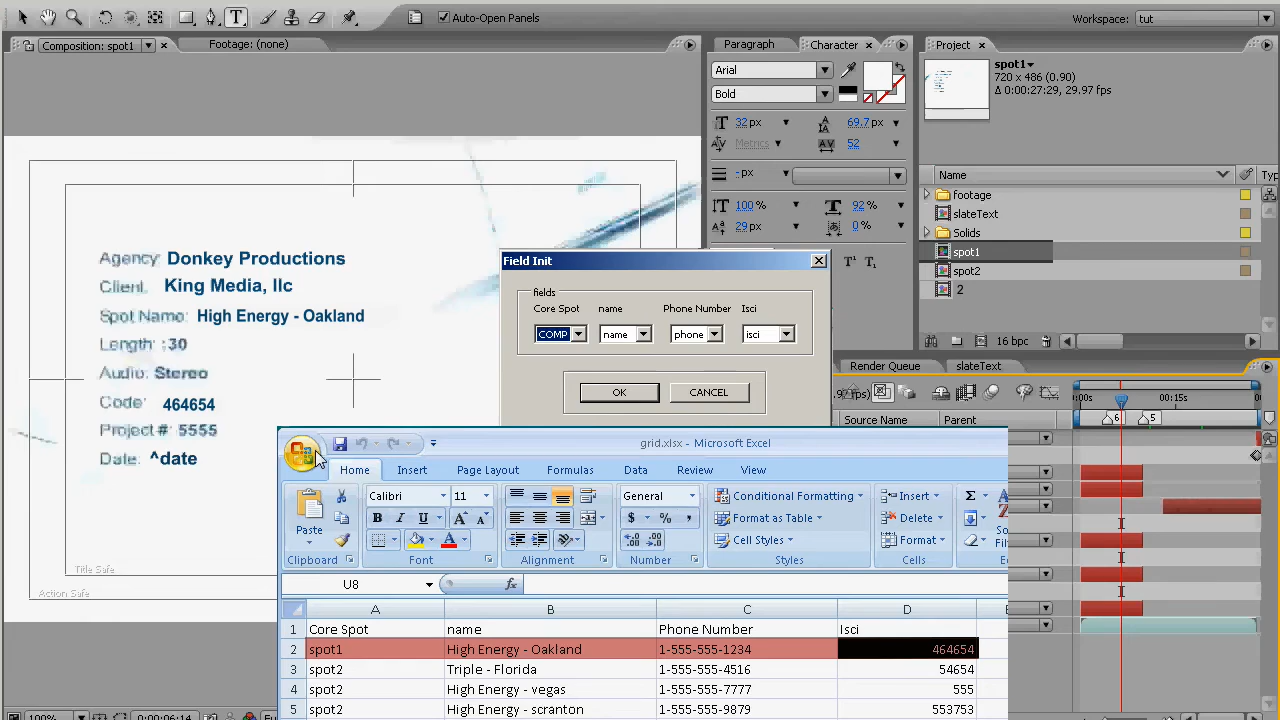 Auto-Open Panels
Workspace: tut
Composition: spot1
Footage: (none)
Paragraph
Character
Project
Arial
Bold
32 px
69.7 px
Metrics
52
- px
100 %
92 %
29 px
0 %
spot1
720 x 486 (0.90)
Δ 0:00:27:29, 29.97 fps
Name
Typ
footage
slateText
Solids
spot1
spot2
2
16 bpc
Agency: Donkey Productions
Client: King Media, llc
Spot Name: High Energy - Oakland
Length: :30
Audio: Stereo
Code: 464654
Project #: 5555
Date: ^date
Title Safe
Action Safe
Field Init
fields
Core Spot name Phone Number Isci
COMP name phone isci
OK CANCEL
Render Queue
slateText
00s 00:15s
6 5
Source Name Parent
grid.xlsx - Microsoft Excel
Home Insert Page Layout Formulas Data Review View
Calibri 11
General
Conditional Formatting
Insert
Paste
Format as Table
Delete
Cell Styles
Format
Clipboard Font Alignment Number Styles Cells
U8
A B C D
1 Core Spot name Phone Number Isci
2 spot1 High Energy - Oakland 1-555-555-1234 464654
3 spot2 Triple - Florida 1-555-555-4516 54654
4 spot2 High Energy - vegas 1-555-555-7777 555
5 spot2 High Energy - scranton 1-555-555-9879 553753
100%
0:00:06:14